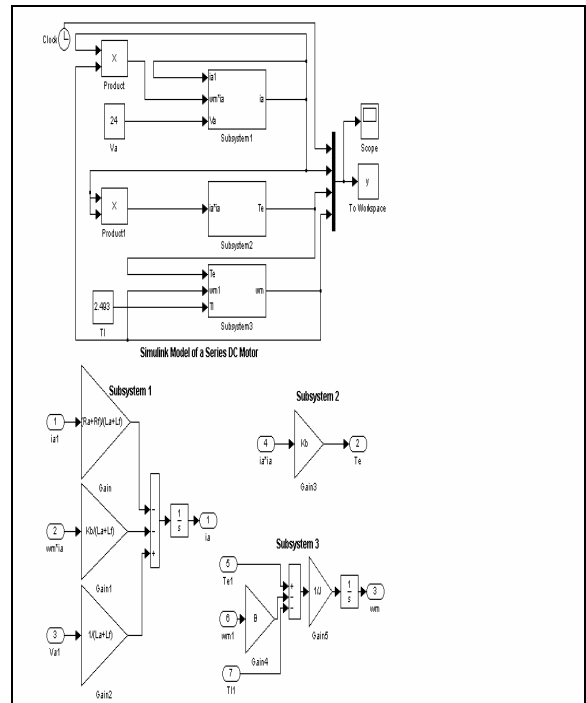 Clock
X
Product
ia1
wm*ia
Va
ia
Subsystem1
24
Va
Scope
y
To Workspace
X
Product1
ia*ia
Te
Subsystem2
Te
wm1
Tl
wm
Subsystem3
2.493
Tl
Simulink Model of a Series DC Motor
Subsystem 1
1
ia1
(Ra+Rf)/(La+Lf)
Gain
2
wm*ia
Kb/(La+Lf)
Gain1
3
Va1
1/(La+Lf)
Gain2
1
s
1
ia
Subsystem 2
4
ia*ia
Kb
Gain3
2
Te
Subsystem 3
5
Te1
6
wm1
B
Gain4
7
Tl1
1/J
Gain5
1
s
3
wm